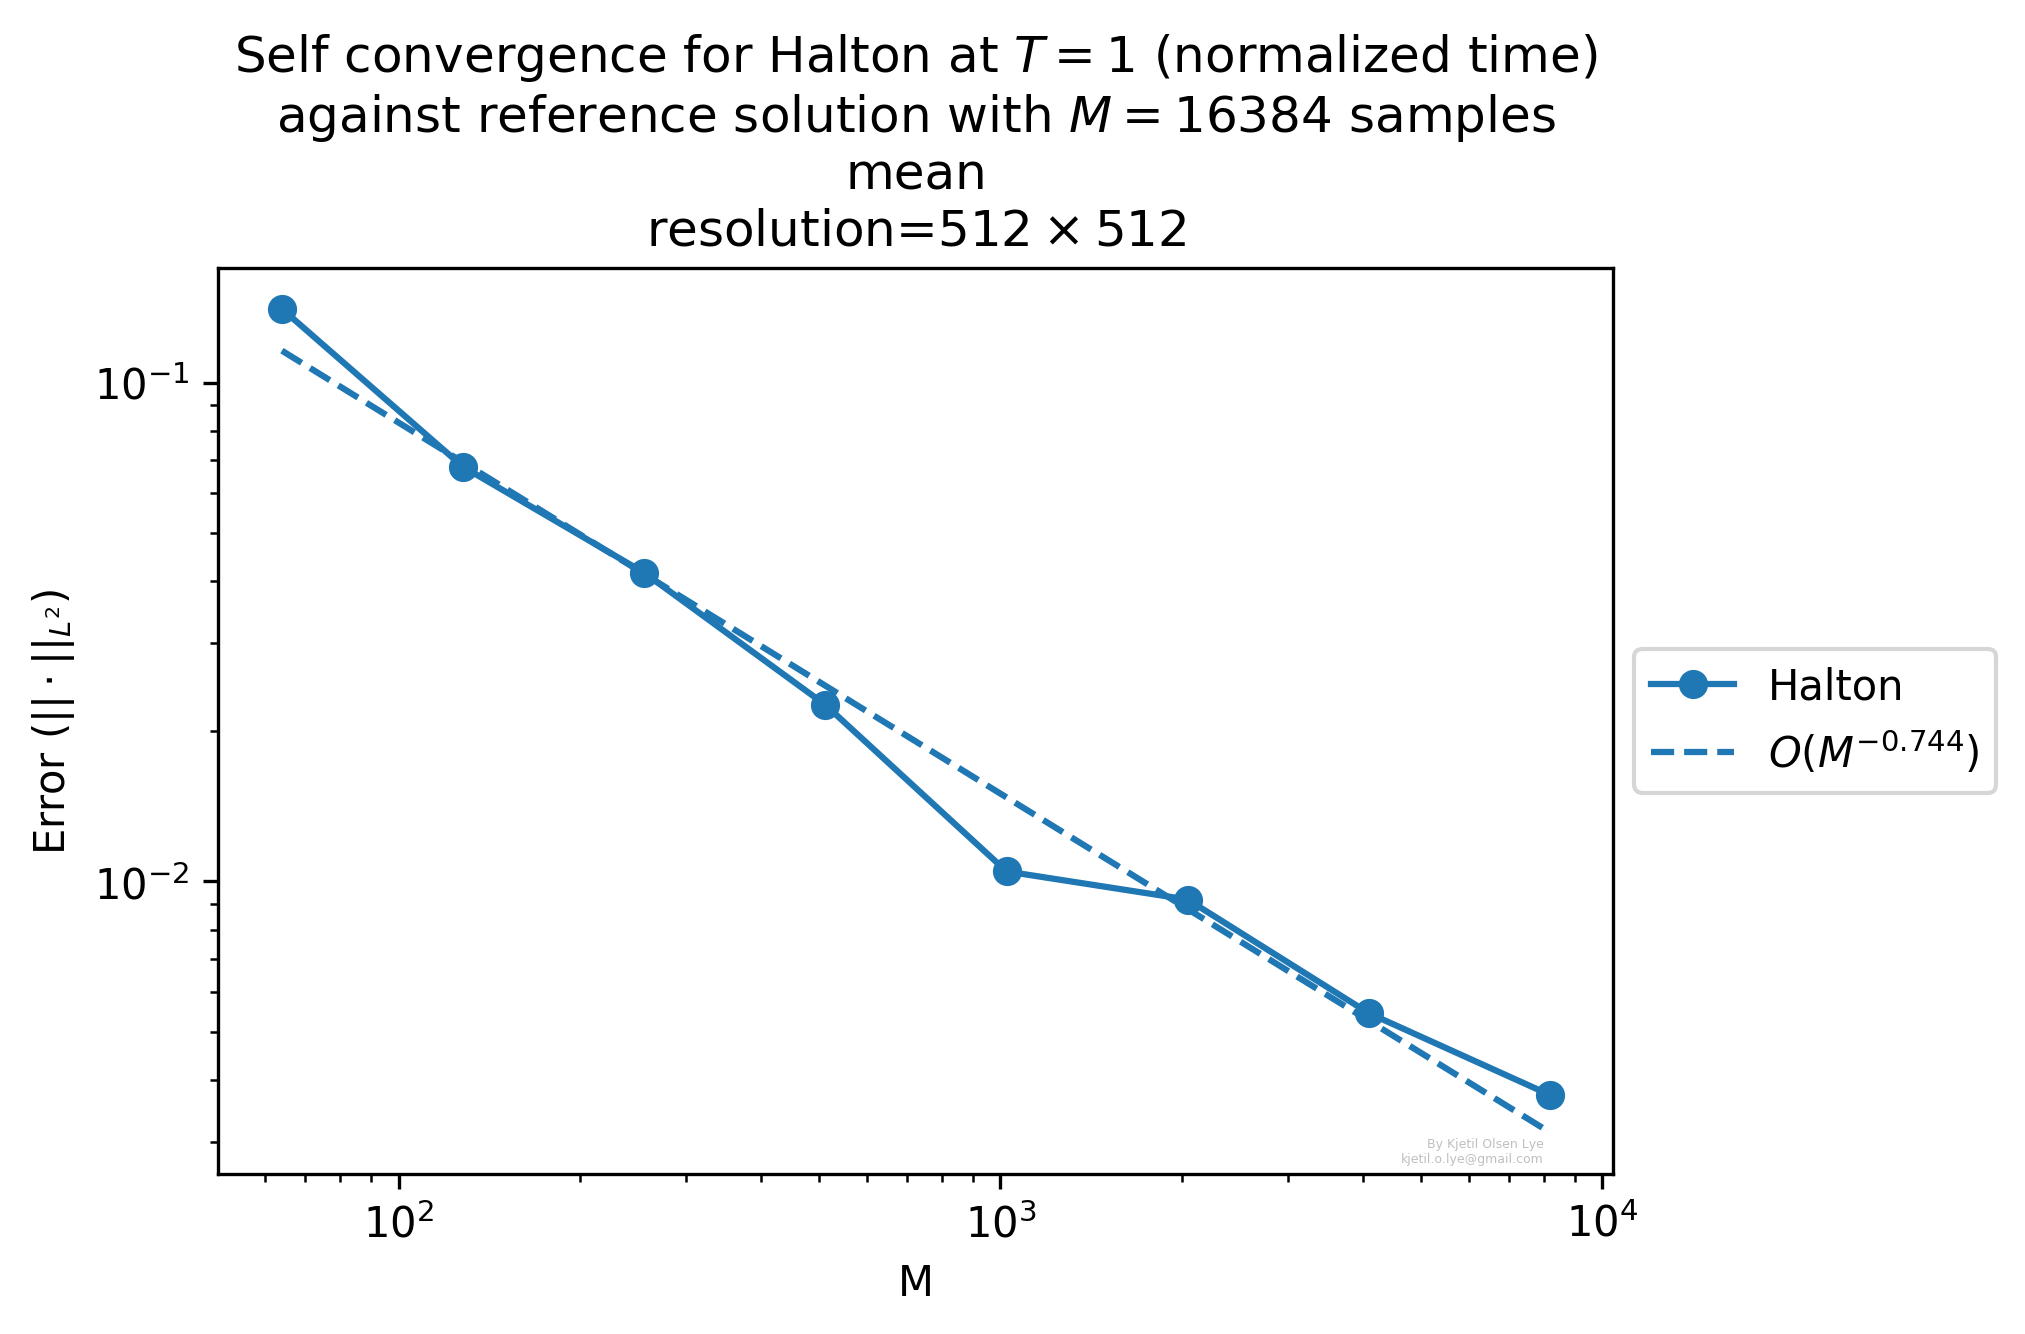 Self convergence for Halton at T = 1 (normalized time)
against reference solution with M = 16384 samples
mean
resolution=512 × 512
Error (|| · ||_{L^2})
10^{-1}
10^{-2}
10^2
10^3
10^4
M
Halton
O(M^{-0.744})
By Kjetil Olsen Lye
kjetil.o.lye@gmail.com